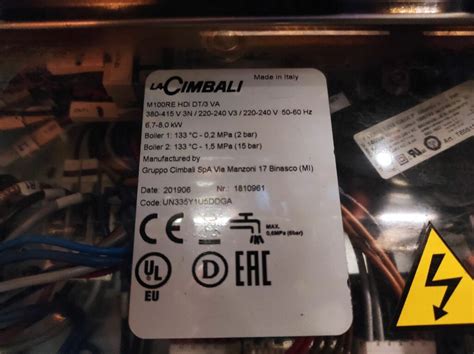 LACIMBALI
Made in Italy
M100RE HDi DT/3 VA
380-415 V 3N / 220-240 V3 / 220-240 V 50-60 Hz
6,7-8,0 kW
Boiler 1: 133 °C - 0,2 MPa (2 bar)
Boiler 2: 133 °C - 1,5 MPa (15 bar)
Manufactured by
Gruppo Cimbali SpA Via Manzoni 17 Binasco (MI)
Date: 201906 Nr.: 1810961
Code: UN335Y1U5DDGA
CE
MAX.
0,6MPa (6bar)
UL
EU
D
EAC